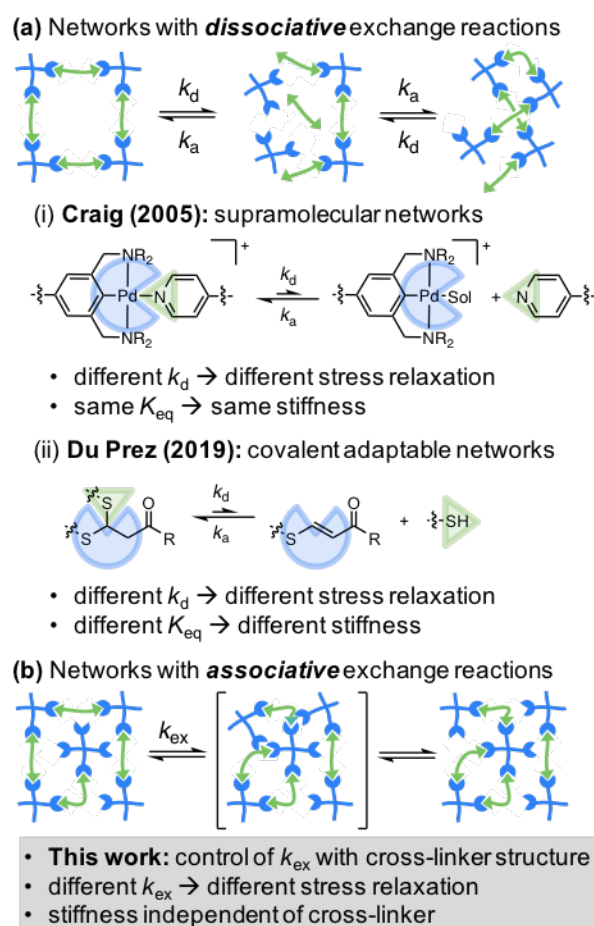 (a) Networks with dissociative exchange reactions
kd
ka
ka
kd
(i) Craig (2005): supramolecular networks
NR2
+
Pd N
NR2
kd
ka
NR2
+
Pd Sol
NR2
+ N
• different kd → different stress relaxation
• same Keq → same stiffness
(ii) Du Prez (2019): covalent adaptable networks
S
O
S
R
kd
ka
O
S
R
+
SH
• different kd → different stress relaxation
• different Keq → different stiffness
(b) Networks with associative exchange reactions
kex
• This work: control of kex with cross-linker structure
• different kex → different stress relaxation
• stiffness independent of cross-linker